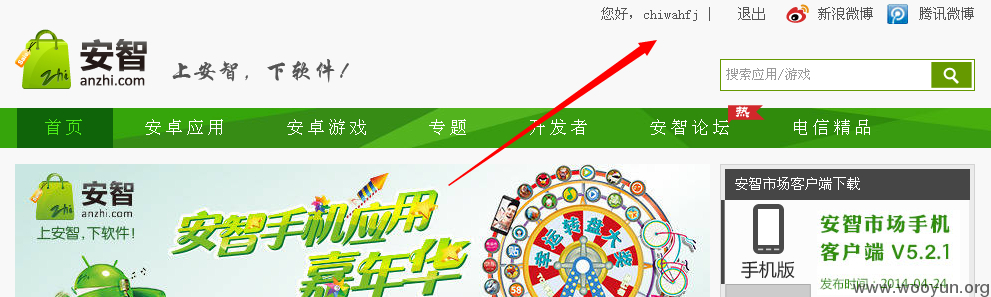 您好，chiwahfj | 退出 新浪微博 腾讯微博
zhi
安智
anzhi.com
上安智，下软件！
搜索应用/游戏
热
首页 安卓应用 安卓游戏 专题 开发者 安智论坛 电信精品
zhi
安智
anzhi.com
上安智,下软件!
安智手机应用
嘉年华
幸运转盘大奖
安智市场客户端下载
手机版
安智市场手机
客户端 V5.2.1
发布时间：2014-04-24
www.wooyun.org